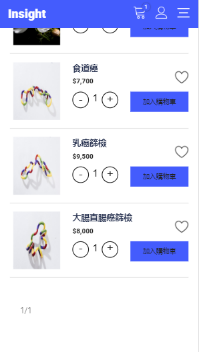 Insight
1
食道癌
$7,700
- 1 +
加入購物車
乳癌篩檢
$9,500
- 1 +
加入購物車
大腸直腸癌篩檢
$8,000
- 1 +
加入購物車
1/1